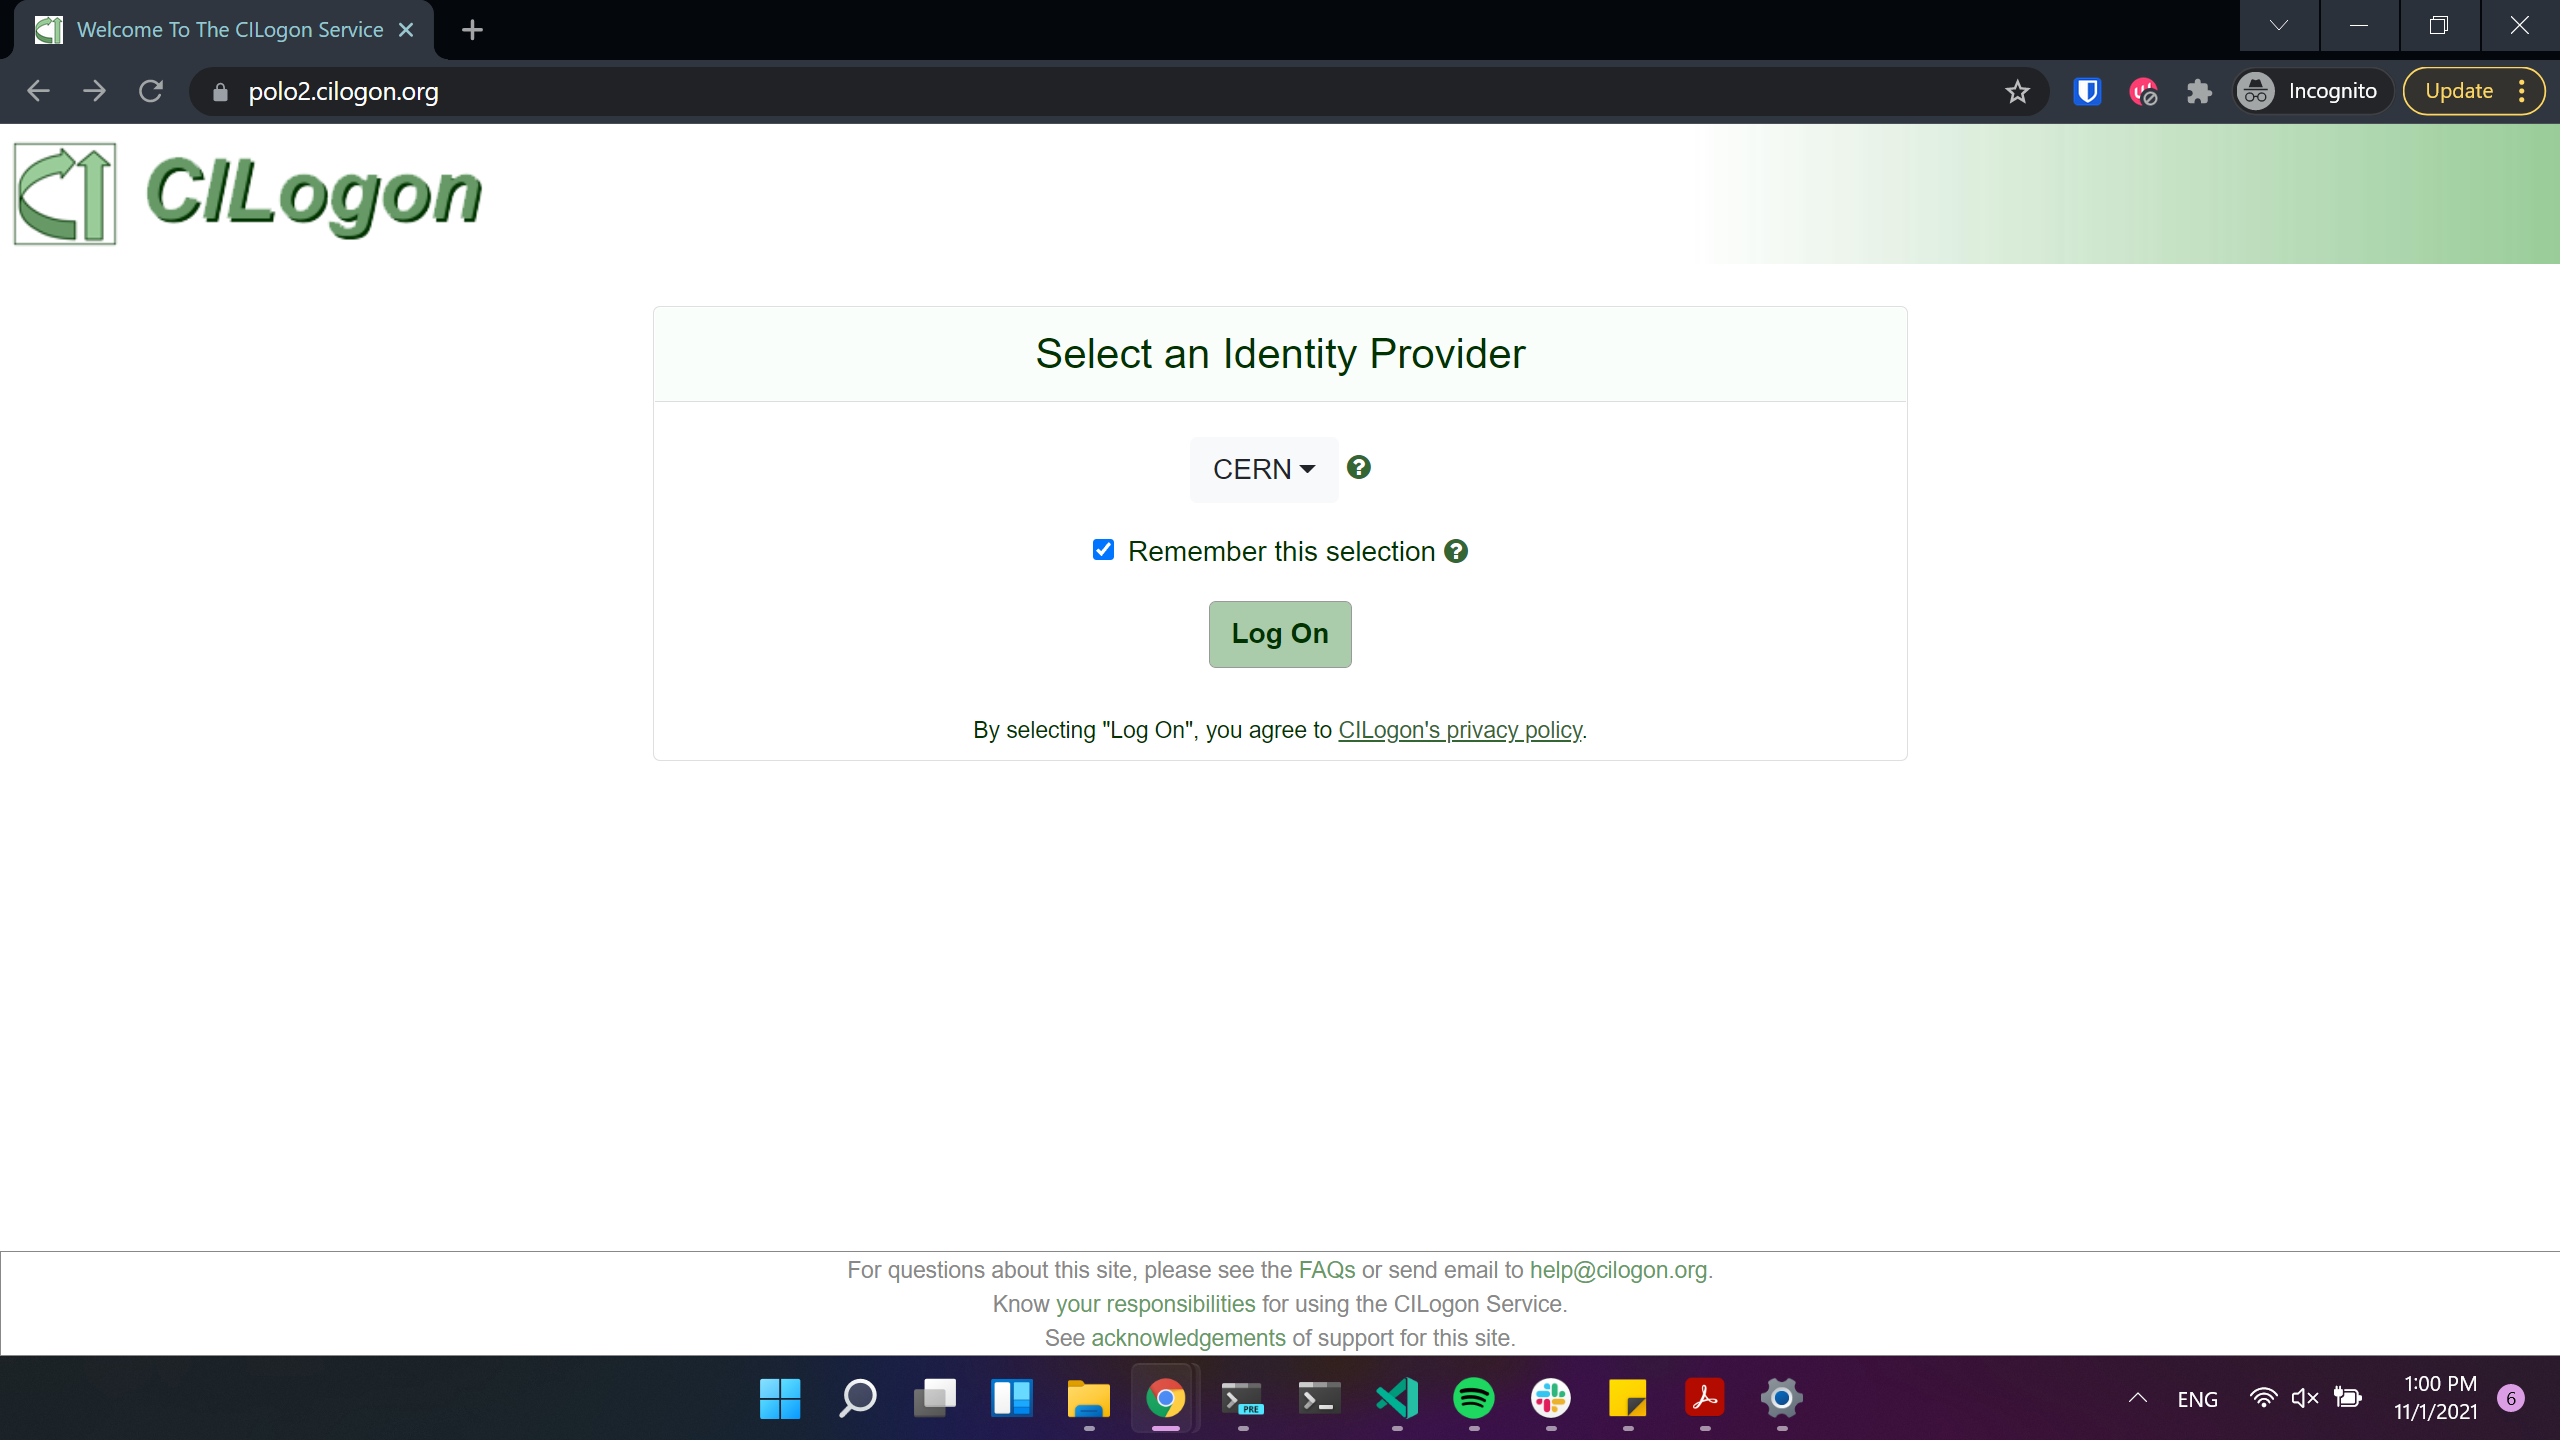 Welcome To The CILogon Service
polo2.cilogon.org
Incognito
Update
CILogon
Select an Identity Provider
CERN
Remember this selection
Log On
By selecting "Log On", you agree to CILogon's privacy policy.
For questions about this site, please see the FAQs or send email to help@cilogon.org.
Know your responsibilities for using the CILogon Service.
See acknowledgements of support for this site.
PRE
ENG
1:00 PM
11/1/2021
6